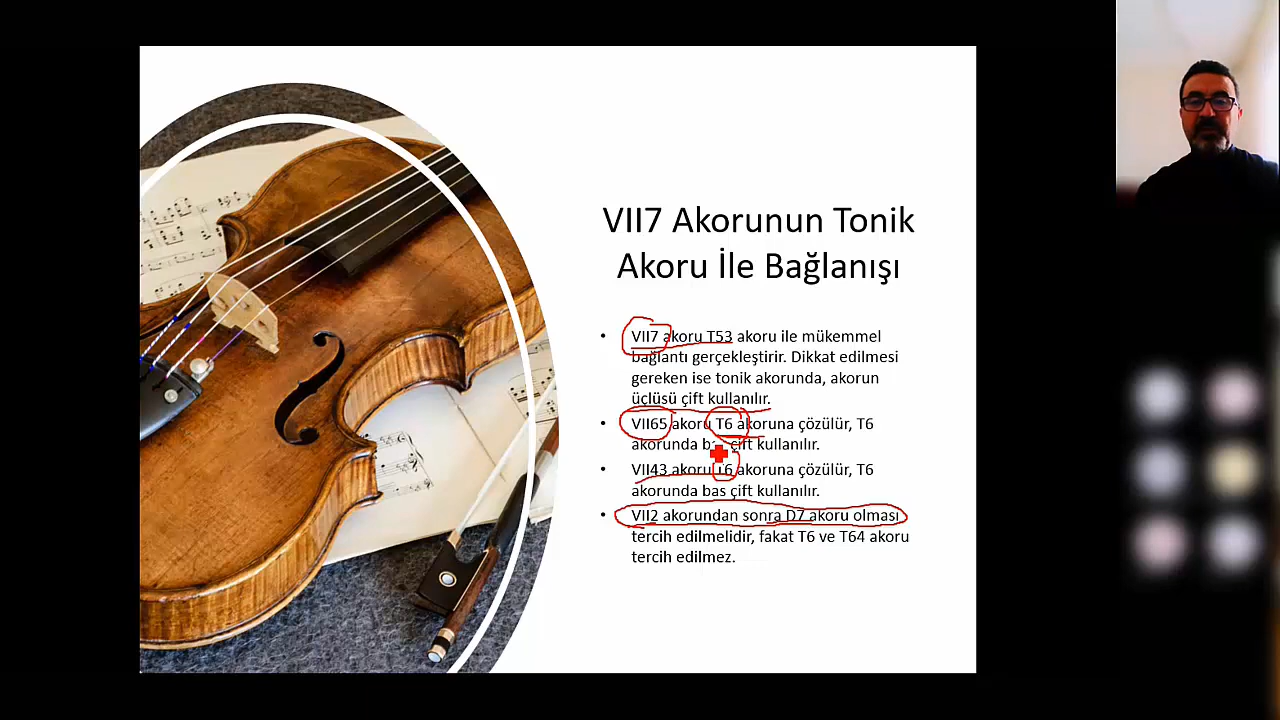 VII7 Akorunun Tonik
Akoru İle Bağlanışı
• VII7 akoru T53 akoru ile mükemmel
bağlantı gerçekleştirir. Dikkat edilmesi
gereken ise tonik akorunda, akorun
üçlüsü çift kullanılır.
• VII65 akoru T6 akoruna çözülür, T6
akorunda bas çift kullanılır.
• VII43 akoru T6 akoruna çözülür, T6
akorunda bas çift kullanılır.
• VII2 akorundan sonra D7 akoru olması
tercih edilmelidir, fakat T6 ve T64 akoru
tercih edilmez.